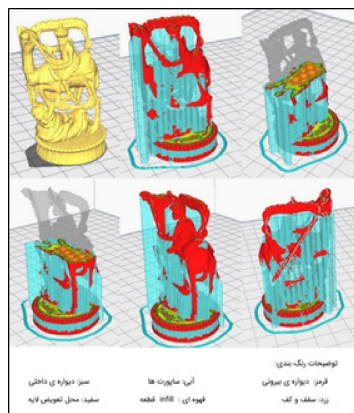 توضیحات رنگ بندی:
قرمز: دیواره ی بیرونی آبی: ساپورت ها سبز: دیواره ی داخلی
زرد: سقف و کف قهوه ای : infill قطعه سفید: محل تعویض لایه